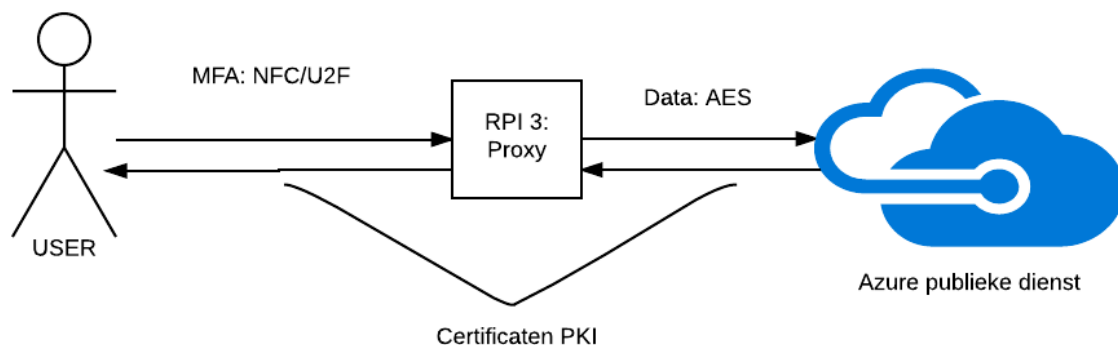 MFA: NFC/U2F
Data: AES
RPI 3:
Proxy
USER
Azure publieke dienst
Certificaten PKI